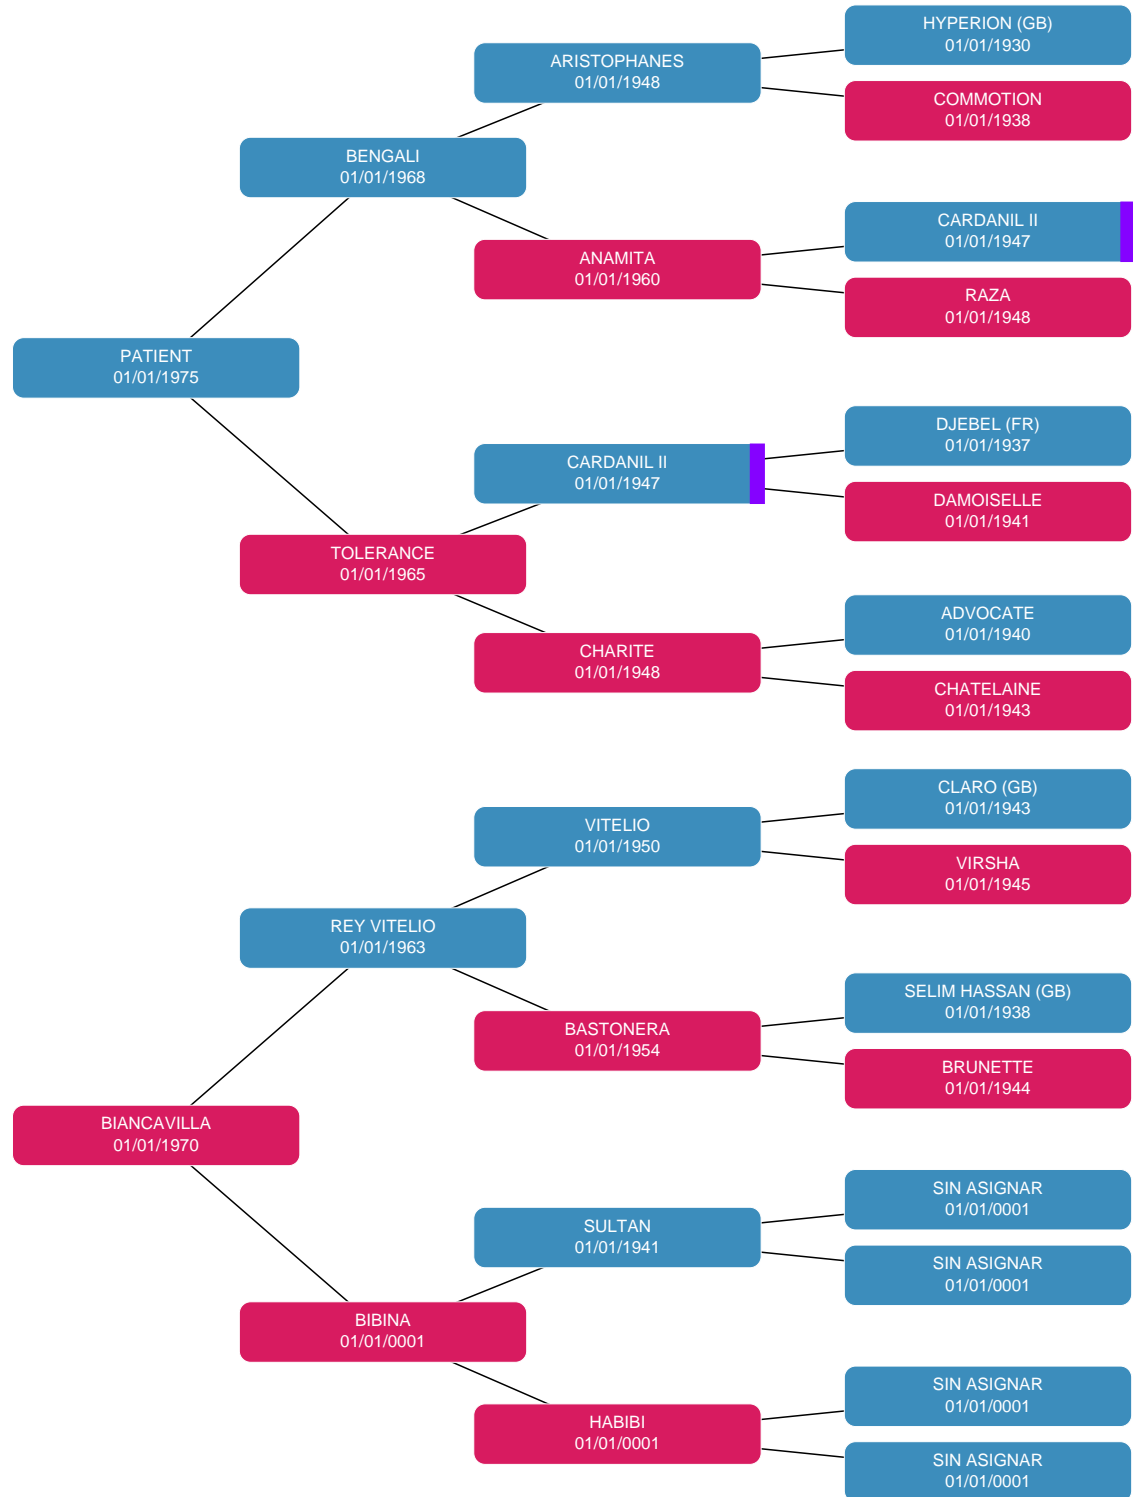 HYPERION (GB)
01/01/1930
ARISTOPHANES
01/01/1948
COMMOTION
01/01/1938
BENGALI
01/01/1968
CARDANIL II
01/01/1947
ANAMITA
01/01/1960
RAZA
01/01/1948
PATIENT
01/01/1975
DJEBEL (FR)
01/01/1937
CARDANIL II
01/01/1947
DAMOISELLE
01/01/1941
TOLERANCE
01/01/1965
ADVOCATE
01/01/1940
CHARITE
01/01/1948
CHATELAINE
01/01/1943
CLARO (GB)
01/01/1943
VITELIO
01/01/1950
VIRSHA
01/01/1945
REY VITELIO
01/01/1963
SELIM HASSAN (GB)
01/01/1938
BASTONERA
01/01/1954
BRUNETTE
01/01/1944
BIANCAVILLA
01/01/1970
SIN ASIGNAR
01/01/0001
SULTAN
01/01/1941
SIN ASIGNAR
01/01/0001
BIBINA
01/01/0001
SIN ASIGNAR
01/01/0001
HABIBI
01/01/0001
SIN ASIGNAR
01/01/0001